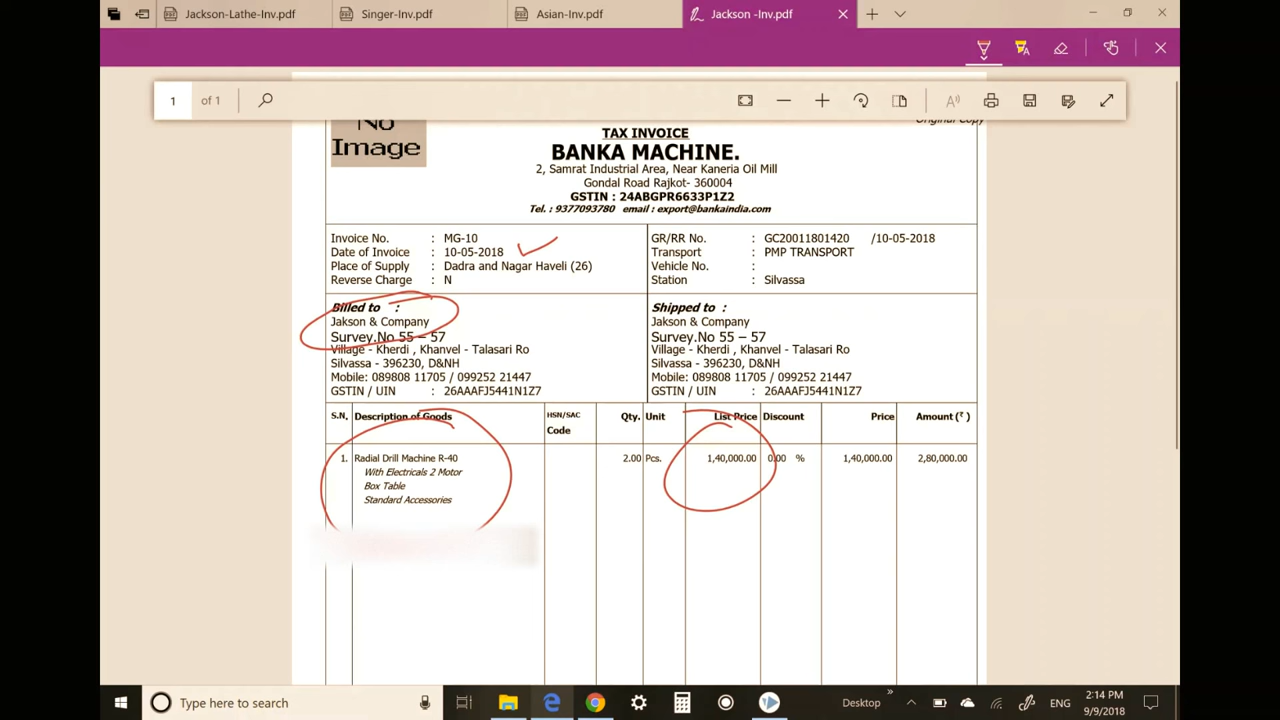 Jackson-Lathe-Inv.pdf
Singer-Inv.pdf
Asian-Inv.pdf
Jackson -Inv.pdf
1 of 1
Original Copy
No
Image
TAX INVOICE
BANKA MACHINE.
2, Samrat Industrial Area, Near Kaneria Oil Mill
Gondal Road Rajkot- 360004
GSTIN : 24ABGPR6633P1Z2
Tel. : 9377093780 email : export@bankaindia.com
Invoice No. : MG-10
Date of Invoice : 10-05-2018
Place of Supply : Dadra and Nagar Haveli (26)
Reverse Charge : N
GR/RR No. : GC20011801420 /10-05-2018
Transport : PMP TRANSPORT
Vehicle No. :
Station : Silvassa
Billed to :
Jakson & Company
Survey.No 55 – 57
Village - Kherdi , Khanvel - Talasari Ro
Silvassa - 396230, D&NH
Mobile: 089808 11705 / 099252 21447
GSTIN / UIN : 26AAAFJ5441N1Z7
Shipped to :
Jakson & Company
Survey.No 55 – 57
Village - Kherdi , Khanvel - Talasari Ro
Silvassa - 396230, D&NH
Mobile: 089808 11705 / 099252 21447
GSTIN / UIN : 26AAAFJ5441N1Z7
S.N. Description of Goods HSN/SAC Code Qty. Unit List Price Discount Price Amount (₹ )
1. Radial Drill Machine R-40 2.00 Pcs. 1,40,000.00 0.00 % 1,40,000.00 2,80,000.00
With Electricals 2 Motor
Box Table
Standard Accessories
Type here to search
Desktop
ENG
2:14 PM
9/9/2018